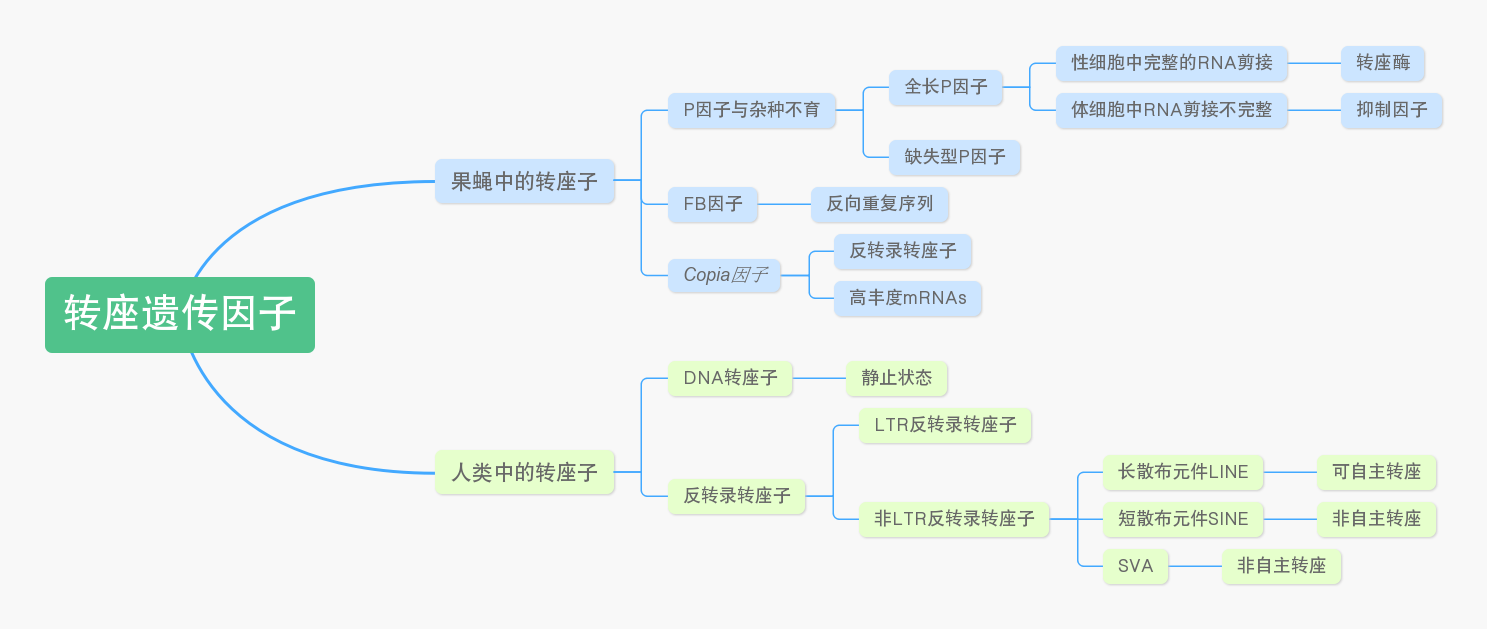 转座遗传因子
果蝇中的转座子
P因子与杂种不育
全长P因子
性细胞中完整的RNA剪接
转座酶
体细胞中RNA剪接不完整
抑制因子
缺失型P因子
FB因子
反向重复序列
Copia因子
反转录转座子
高丰度mRNAs
人类中的转座子
DNA转座子
静止状态
反转录转座子
LTR反转录转座子
非LTR反转录转座子
长散布元件LINE
可自主转座
短散布元件SINE
非自主转座
SVA
非自主转座